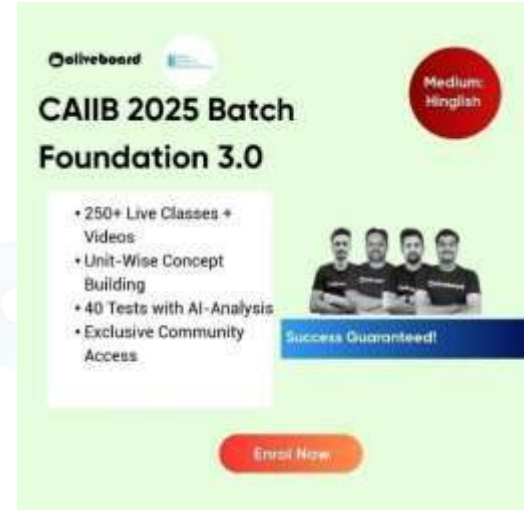 Oliveboard
Medium:
Hinglish
CAIIB 2025 Batch
Foundation 3.0
• 250+ Live Classes +
Videos
• Unit-Wise Concept
Building
• 40 Tests with AI-Analysis
• Exclusive Community
Access
Success Guaranteed!
Enrol Now